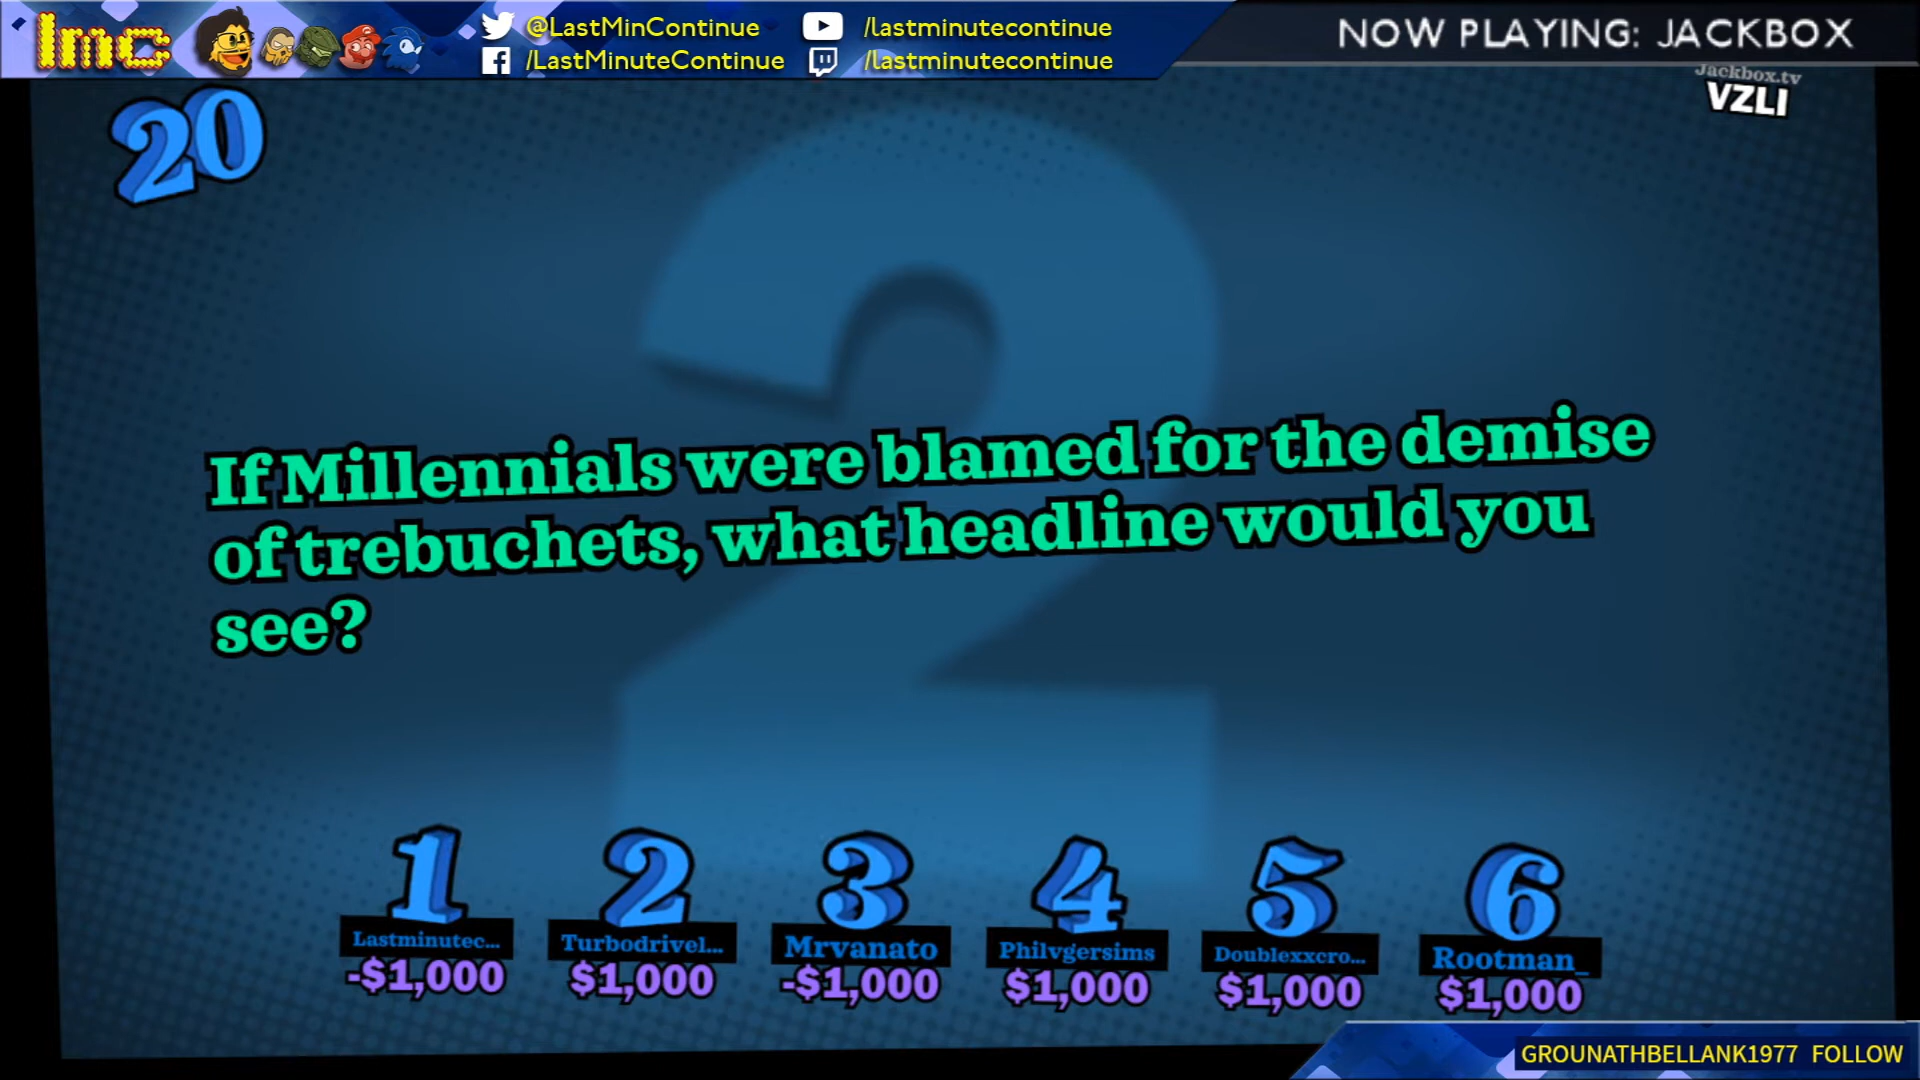 lmc
@LastMinContinue
/lastminutecontinue
/LastMinuteContinue
/lastminutecontinue
NOW PLAYING: JACKBOX
Jackbox.tv
VZLI
20
2
If Millennials were blamed for the demise
of trebuchets, what headline would you
see?
1
2
3
4
5
6
Lastminutec...
Turbodrivel...
Mrvanato
Philvgersims
Doublexxcro...
Rootman_
-$1,000
$1,000
-$1,000
$1,000
$1,000
$1,000
GROUNATHBELLANK1977 FOLLOW